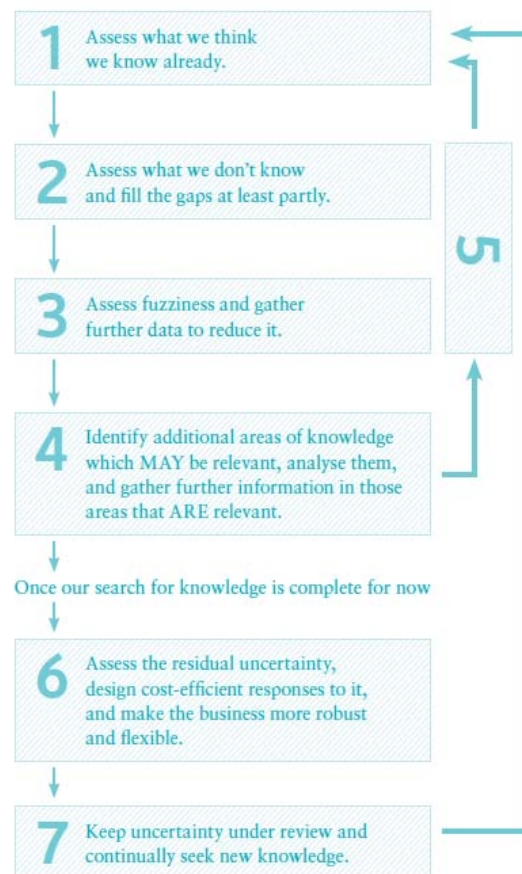 1
Assess what we think
we know already.
2
Assess what we don't know
and fill the gaps at least partly.
3
Assess fuzziness and gather
further data to reduce it.
4
Identify additional areas of knowledge
which MAY be relevant, analyse them,
and gather further information in those
areas that ARE relevant.
5
Once our search for knowledge is complete for now
6
Assess the residual uncertainty,
design cost-efficient responses to it,
and make the business more robust
and flexible.
7
Keep uncertainty under review and
continually seek new knowledge.